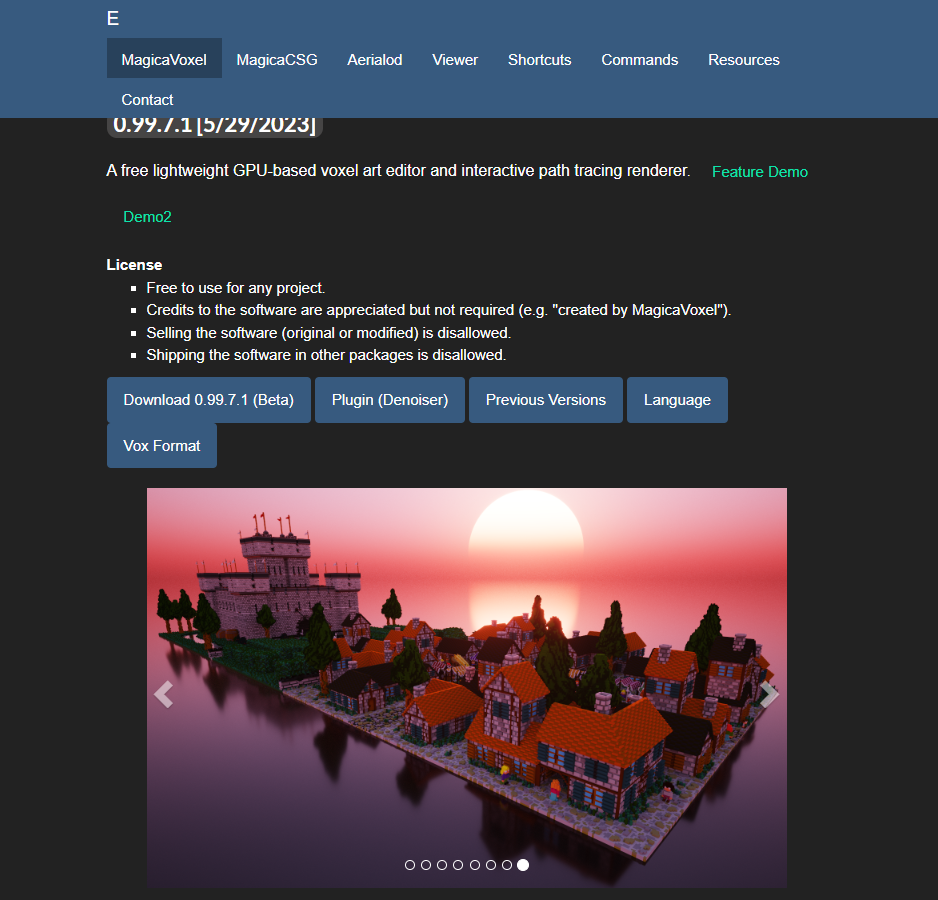 E
MagicaVoxel MagicaCSG Aerialod Viewer Shortcuts Commands Resources
Contact
0.99.7.1 [5/29/2023]
A free lightweight GPU-based voxel art editor and interactive path tracing renderer. Feature Demo
Demo2
License
Free to use for any project.
Credits to the software are appreciated but not required (e.g. "created by MagicaVoxel").
Selling the software (original or modified) is disallowed.
Shipping the software in other packages is disallowed.
Download 0.99.7.1 (Beta) Plugin (Denoiser) Previous Versions Language
Vox Format